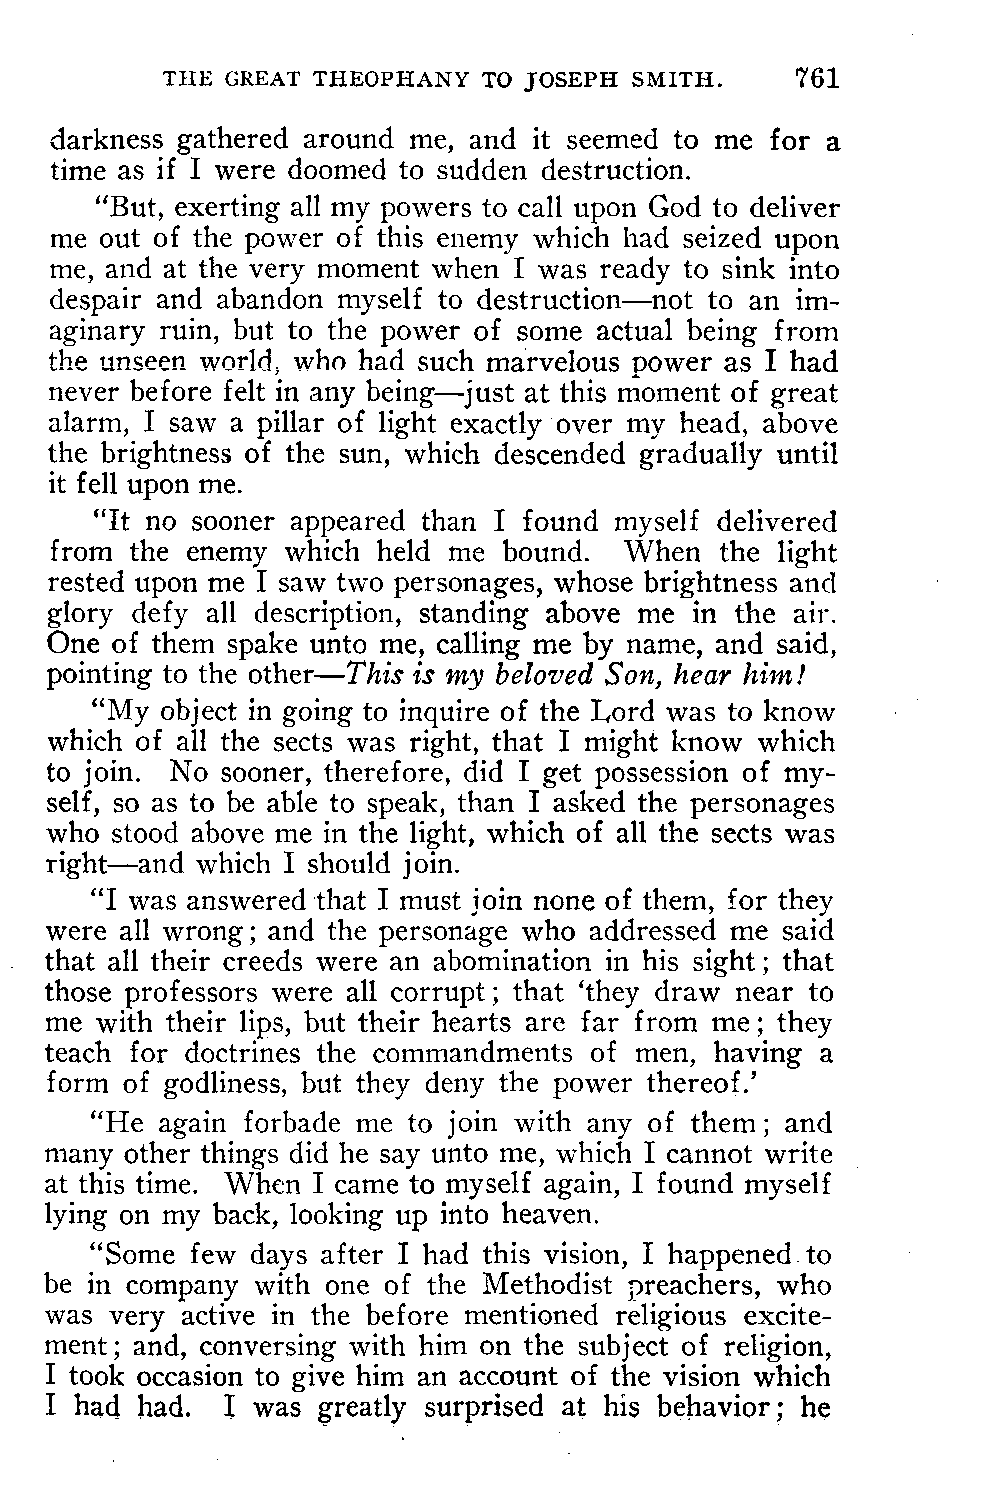 THE GREAT THEOPHANY TO JOSEPH SMITH. 761
darkness gathered around me, and it seemed to me for a
time as if I were doomed to sudden destruction.
“But, exerting all my powers to call upon God to deliver
me out of the power of this enemy which had seized upon
me, and at the very moment when I was ready to sink into
despair and abandon myself to destruction—not to an im-
aginary ruin, but to the power of some actual being from
the unseen world, who had such marvelous power as I had
never before felt in any being—just at this moment of great
alarm, I saw a pillar of light exactly over my head, above
the brightness of the sun, which descended gradually until
it fell upon me.
“It no sooner appeared than I found myself delivered
from the enemy which held me bound. When the light
rested upon me I saw two personages, whose brightness and
glory defy all description, standing above me in the air.
One of them spake unto me, calling me by name, and said,
pointing to the other—This is my beloved Son, hear him!
“My object in going to inquire of the Lord was to know
which of all the sects was right, that I might know which
to join. No sooner, therefore, did I get possession of my-
self, so as to be able to speak, than I asked the personages
who stood above me in the light, which of all the sects was
right—and which I should join.
“I was answered that I must join none of them, for they
were all wrong; and the personage who addressed me said
that all their creeds were an abomination in his sight; that
those professors were all corrupt; that ‘they draw near to
me with their lips, but their hearts are far from me; they
teach for doctrines the commandments of men, having a
form of godliness, but they deny the power thereof.’
“He again forbade me to join with any of them; and
many other things did he say unto me, which I cannot write
at this time. When I came to myself again, I found myself
lying on my back, looking up into heaven.
“Some few days after I had this vision, I happened to
be in company with one of the Methodist preachers, who
was very active in the before mentioned religious excite-
ment; and, conversing with him on the subject of religion,
I took occasion to give him an account of the vision which
I had had. I was greatly surprised at his behavior; he